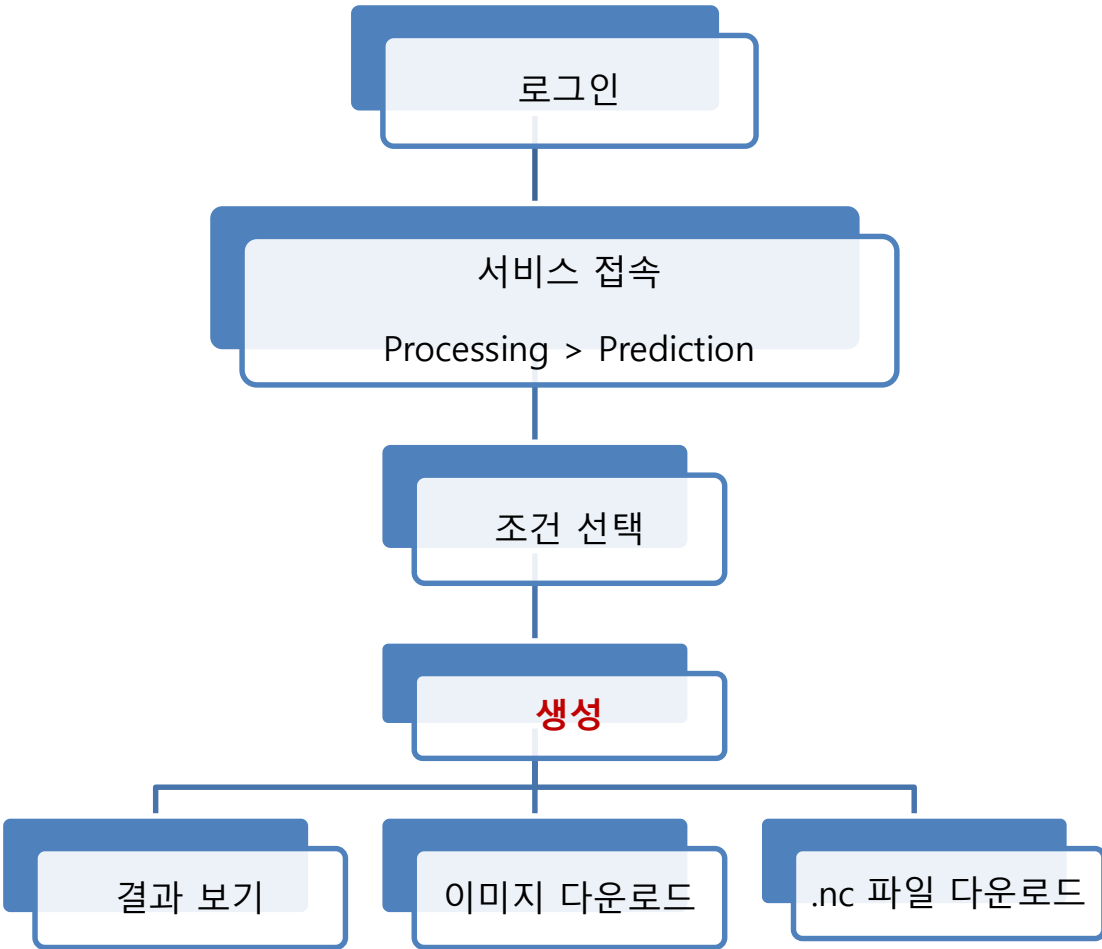 로그인
서비스 접속
Processing > Prediction
조건 선택
생성
결과 보기
이미지 다운로드
.nc 파일 다운로드